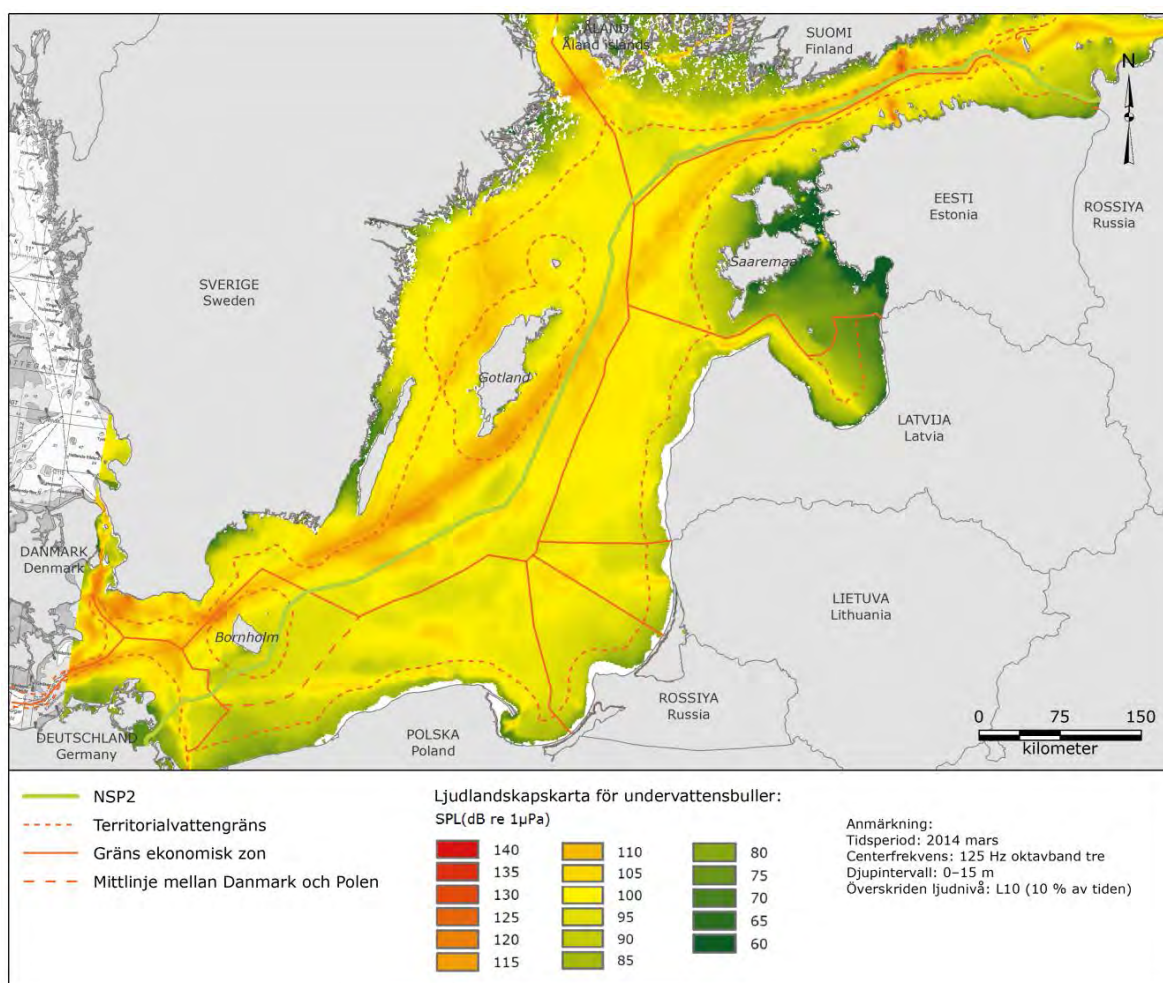 ÅLAND
Åland islands
SUOMI
Finland
N
EESTI
Estonia
ROSSIYA
Russia
Saaremaa
SVERIGE
Sweden
Gotland
LATVIJA
Latvia
DANMARK
Denmark
Bornholm
LIETUVA
Lithuania
ROSSIYA
Russia
DEUTSCHLAND
Germany
POLSKA
Poland
0 75 150
kilometer
NSP2
Territorialvattengräns
Gräns ekonomisk zon
Mittlinje mellan Danmark och Polen
Ljudlandskapskarta för undervattensbuller:
SPL(dB re 1µPa)
140
135
130
125
120
115
110
105
100
95
90
85
80
75
70
65
60
Anmärkning:
Tidsperiod: 2014 mars
Centerfrekvens: 125 Hz oktavband tre
Djupintervall: 0–15 m
Överskriden ljudnivå: L10 (10 % av tiden)